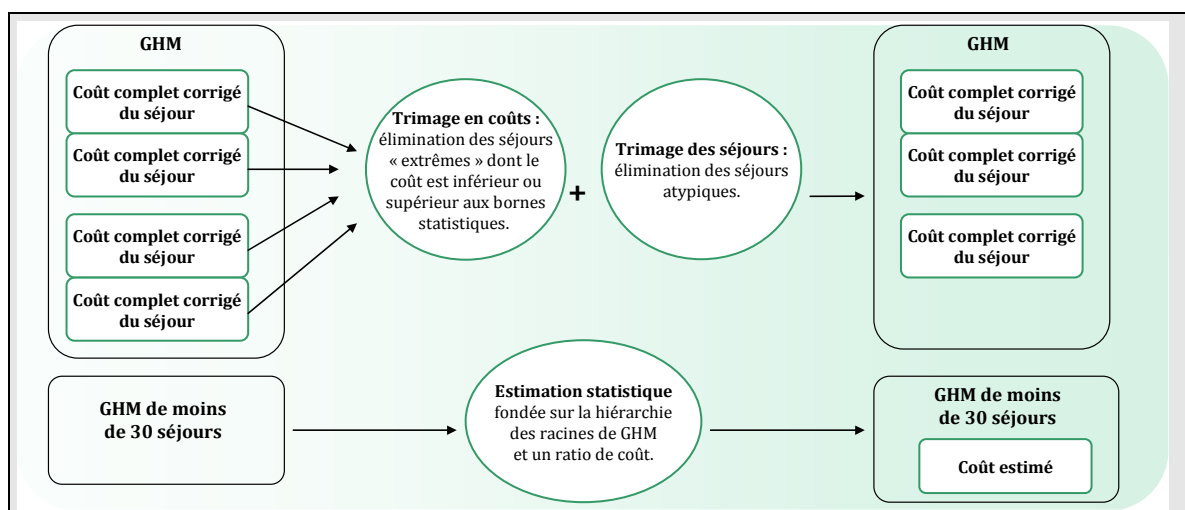 GHM
Coût complet corrigé
du séjour
Coût complet corrigé
du séjour
Coût complet corrigé
du séjour
Coût complet corrigé
du séjour
Trimage en coûts :
élimination des séjours
« extrêmes » dont le
coût est inférieur ou
supérieur aux bornes
statistiques.
+
Trimage des séjours :
élimination des séjours
atypiques.
GHM
Coût complet corrigé
du séjour
Coût complet corrigé
du séjour
Coût complet corrigé
du séjour
GHM de moins
de 30 séjours
Estimation statistique
fondée sur la hiérarchie
des racines de GHM
et un ratio de coût.
GHM de moins
de 30 séjours
Coût estimé